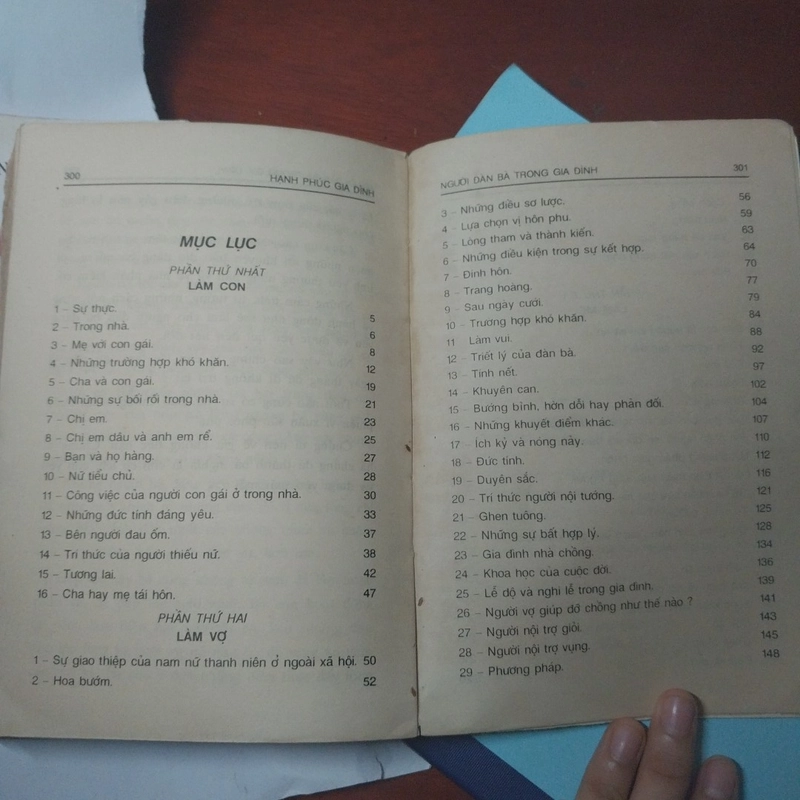 300
HẠNH PHÚC GIA ĐÌNH
MỤC LỤC
PHẦN THỨ NHẤT
LÀM CON
1 – Sự thực. 5
2 – Trong nhà. 6
3 – Mẹ với con gái. 8
4 – Những trường hợp khó khăn. 12
5 – Cha và con gái. 19
6 – Những sự bối rối trong nhà. 21
7 – Chị em. 23
8 – Chị em dâu và anh em rể. 25
9 – Bạn và họ hàng. 27
10 – Nữ tiểu chủ. 28
11 – Công việc của người con gái ở trong nhà. 30
12 – Những đức tính đáng yêu. 33
13 – Bên người đau ốm. 37
14 – Tri thức của người thiếu nữ. 38
15 – Tương lai. 42
16 – Cha hay mẹ tái hôn. 47
PHẦN THỨ HAI
LÀM VỢ
1 – Sự giao thiệp của nam nữ thanh niên ở ngoài xã hội. 50
2 – Hoa bướm. 52
NGƯỜI ĐÀN BÀ TRONG GIA ĐÌNH
301
3 – Những điều sơ lược. 56
4 – Lựa chọn vị hôn phu. 59
5 – Lòng tham và thành kiến. 63
6 – Những điều kiện trong sự kết hợp. 64
7 – Đính hôn. 70
8 – Trang hoàng. 77
9 – Sau ngày cưới. 79
10 – Trường hợp khó khăn. 84
11 Làm vui. 88
12 – Triết lý của đàn bà. 92
13 – Tính nết. 97
14 – Khuyên can. 102
15 – Bướng bỉnh, hờn dỗi hay phản đối. 104
16 – Những khuyết điểm khác. 107
17 – Ích kỷ và nóng nảy. 110
18 – Đức tính. 112
19 – Duyên sắc. 116
20 – Tri thức người nội tướng. 121
21 – Ghen tuông. 125
22 – Những sự bất hợp lý. 128
23 – Gia đình nhà chồng. 134
24 – Khoa học của cuộc đời. 136
25 – Lễ độ và nghi lễ trong gia đình. 139
26 – Người vợ giúp đỡ chồng như thế nào ? 141
27 – Người nội trợ giỏi. 143
28 – Người nội trợ vụng. 145
29 – Phương pháp. 148